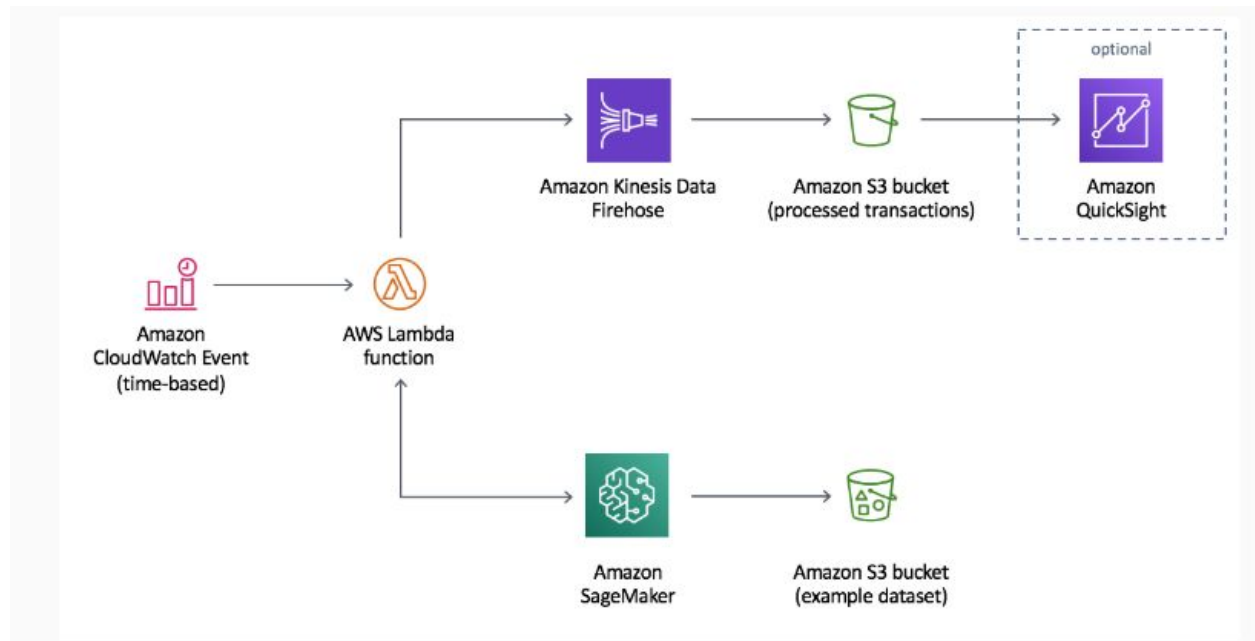 optional
Amazon Kinesis Data
Firehose
Amazon S3 bucket
(processed transactions)
Amazon
QuickSight
Amazon
CloudWatch Event
(time-based)
AWS Lambda
function
Amazon
SageMaker
Amazon S3 bucket
(example dataset)